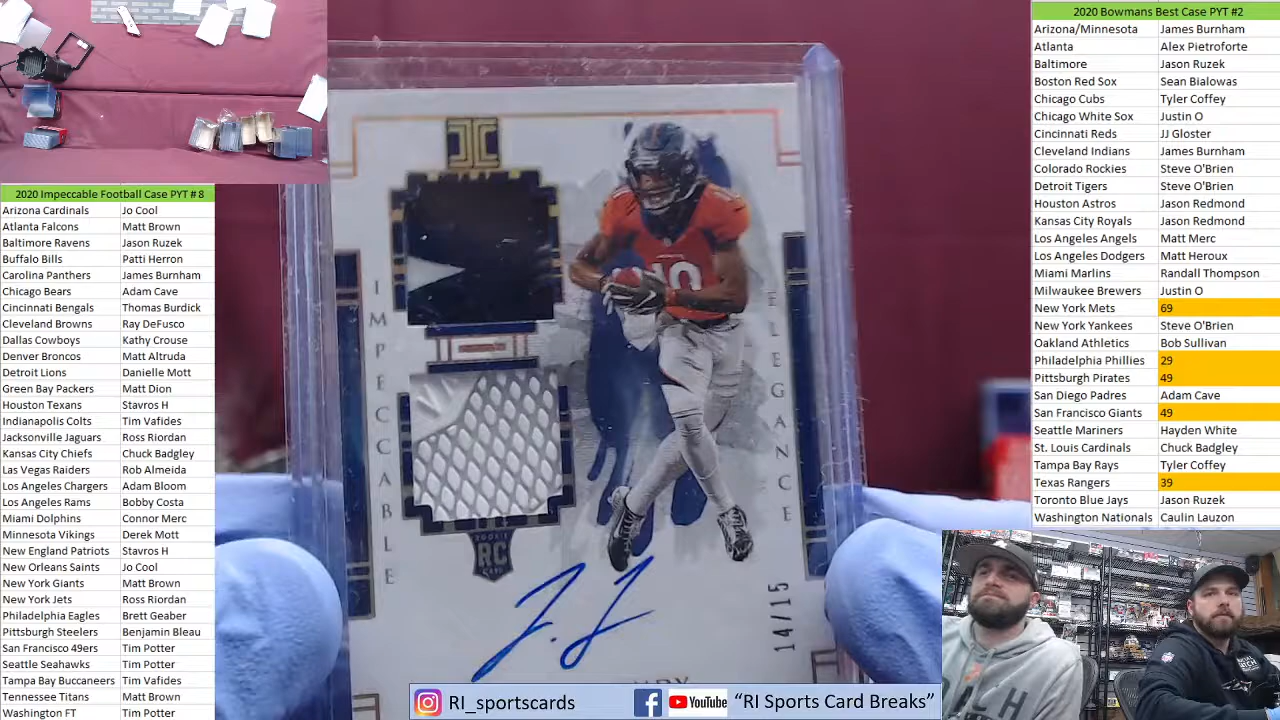 2020 Impeccable Football Case PYT # 8
Arizona Cardinals Jo Cool
Atlanta Falcons Matt Brown
Baltimore Ravens Jason Ruzek
Buffalo Bills Patti Herron
Carolina Panthers James Burnham
Chicago Bears Adam Cave
Cincinnati Bengals Thomas Burdick
Cleveland Browns Ray DeFusco
Dallas Cowboys Kathy Crouse
Denver Broncos Matt Altruda
Detroit Lions Danielle Mott
Green Bay Packers Matt Dion
Houston Texans Stavros H
Indianapolis Colts Tim Vafides
Jacksonville Jaguars Ross Riordan
Kansas City Chiefs Chuck Badgley
Las Vegas Raiders Rob Almeida
Los Angeles Chargers Adam Bloom
Los Angeles Rams Bobby Costa
Miami Dolphins Connor Merc
Minnesota Vikings Derek Mott
New England Patriots Stavros H
New Orleans Saints Jo Cool
New York Giants Matt Brown
New York Jets Ross Riordan
Philadelphia Eagles Brett Geaber
Pittsburgh Steelers Benjamin Bleau
San Francisco 49ers Tim Potter
Seattle Seahawks Tim Potter
Tampa Bay Buccaneers Tim Vafides
Tennessee Titans Matt Brown
Washington FT Tim Potter
IMPECCABLE
ELEGANCE
10
ROOKIE
RC
CARD
14/15
RI_sportscards
YouTube
"RI Sports Card Breaks"
2020 Bowmans Best Case PYT #2
Arizona/Minnesota James Burnham
Atlanta Alex Pietroforte
Baltimore Jason Ruzek
Boston Red Sox Sean Bialowas
Chicago Cubs Tyler Coffey
Chicago White Sox Justin O
Cincinnati Reds JJ Gloster
Cleveland Indians James Burnham
Colorado Rockies Steve O'Brien
Detroit Tigers Steve O'Brien
Houston Astros Jason Redmond
Kansas City Royals Jason Redmond
Los Angeles Angels Matt Merc
Los Angeles Dodgers Matt Heroux
Miami Marlins Randall Thompson
Milwaukee Brewers Justin O
New York Mets 69
New York Yankees Steve O'Brien
Oakland Athletics Bob Sullivan
Philadelphia Phillies 29
Pittsburgh Pirates 49
San Diego Padres Adam Cave
San Francisco Giants 49
Seattle Mariners Hayden White
St. Louis Cardinals Chuck Badgley
Tampa Bay Rays Tyler Coffey
Texas Rangers 39
Toronto Blue Jays Jason Ruzek
Washington Nationals Caulin Lauzon